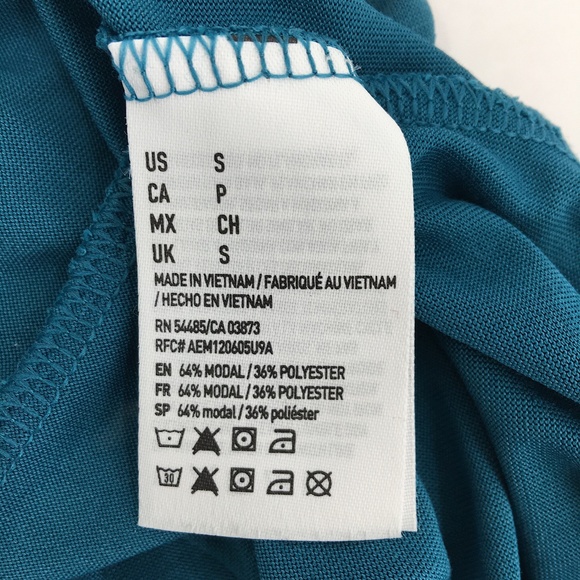 US S
CA P
MX CH
UK S
MADE IN VIETNAM / FABRIQUÉ AU VIETNAM
/ HECHO EN VIETNAM
RN 54485/CA 03873
RFC# AEM120605U9A
EN 64% MODAL / 36% POLYESTER
FR 64% MODAL / 36% POLYESTER
SP 64% modal / 36% poliéster
30